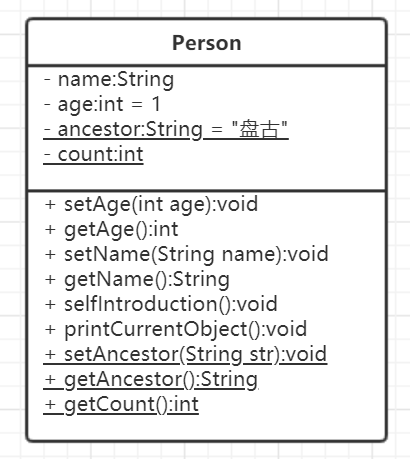 Person
- name:String
- age:int = 1
- ancestor:String = "盘古"
- count:int
+ setAge(int age):void
+ getAge():int
+ setName(String name):void
+ getName():String
+ selfIntroduction():void
+ printCurrentObject():void
+ setAncestor(String str):void
+ getAncestor():String
+ getCount():int